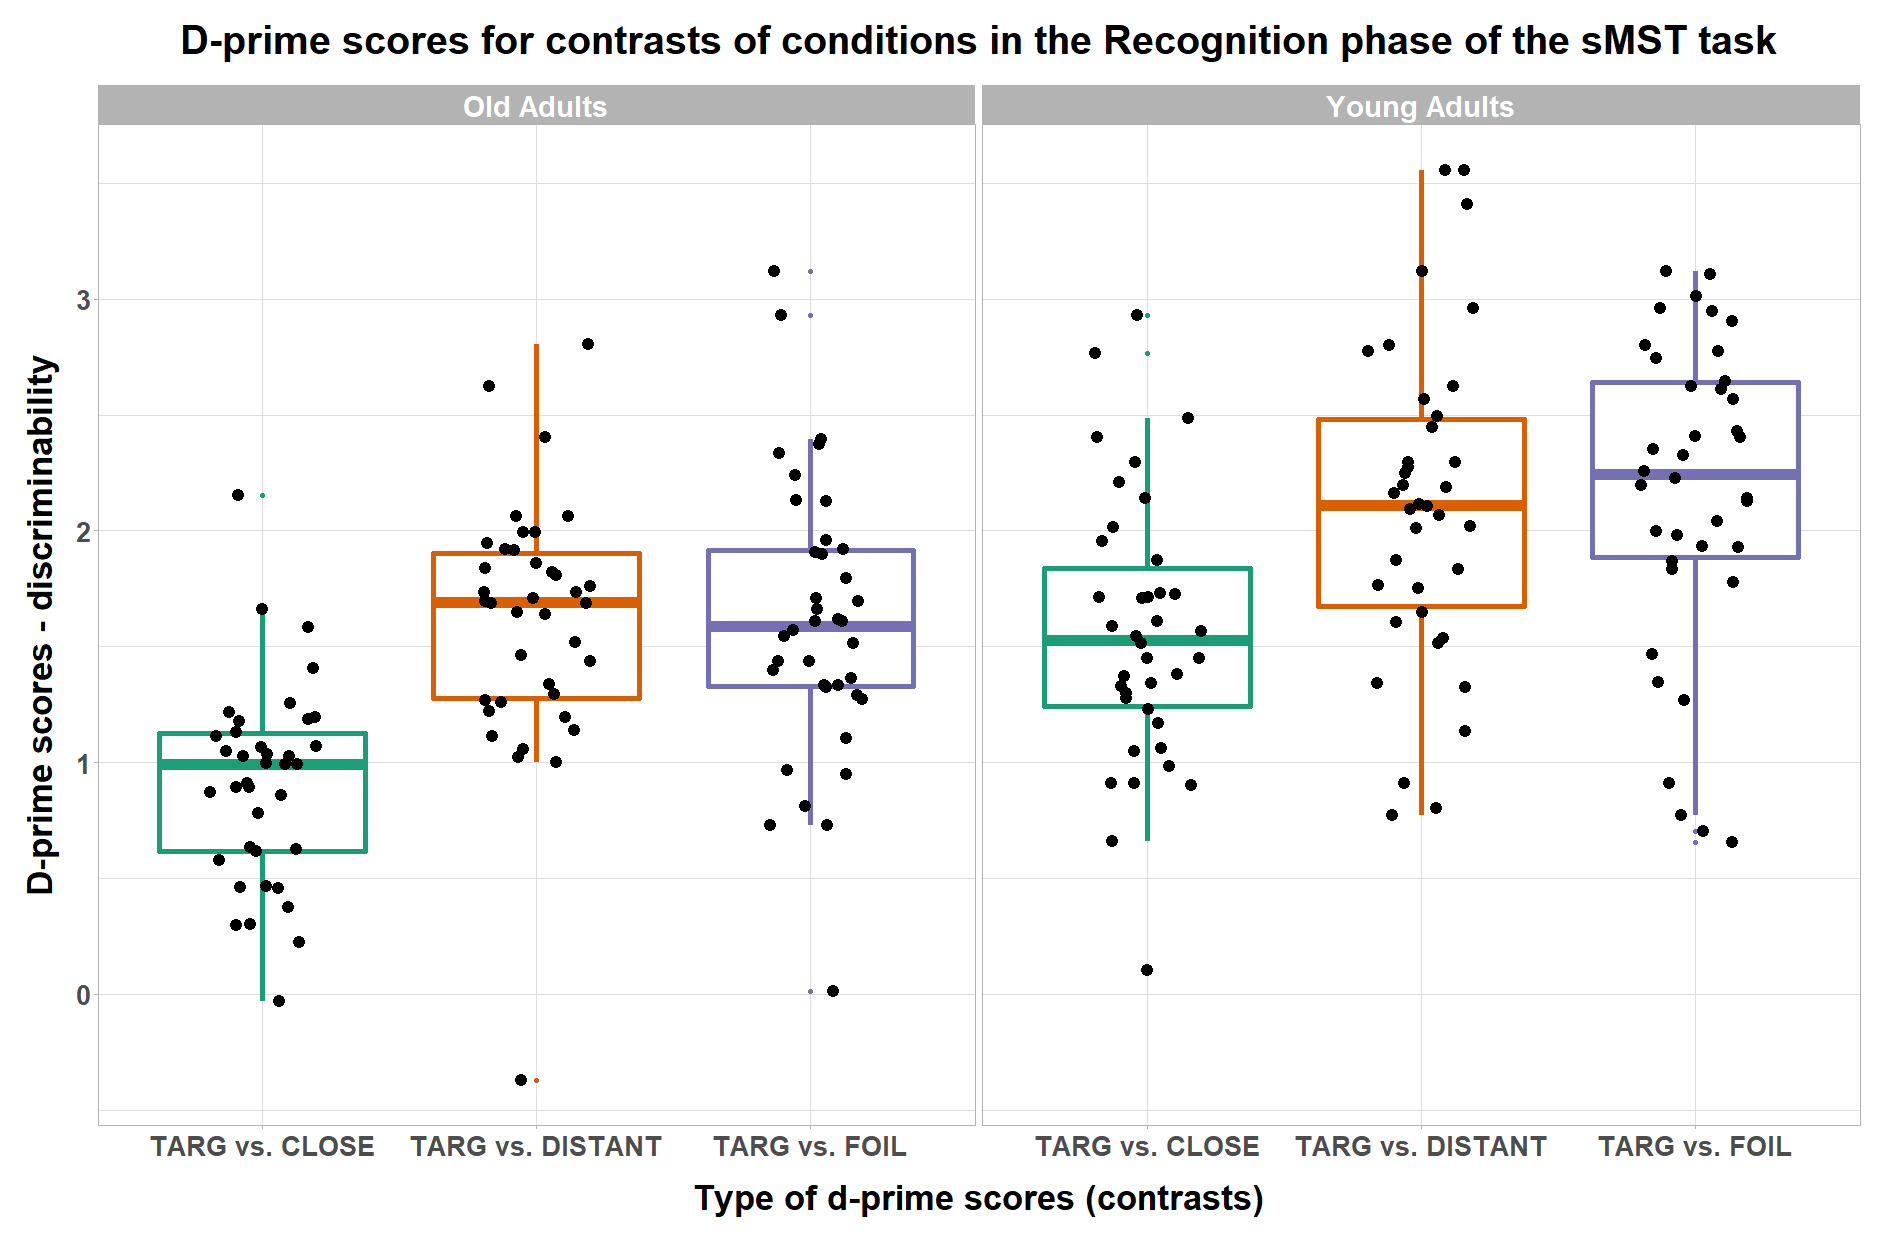 D-prime scores for contrasts of conditions in the Recognition phase of the sMST task
Old Adults
Young Adults
D-prime scores - discriminability
3
2
1
0
TARG vs. CLOSE
TARG vs. DISTANT
TARG vs. FOIL
TARG vs. CLOSE
TARG vs. DISTANT
TARG vs. FOIL
Type of d-prime scores (contrasts)